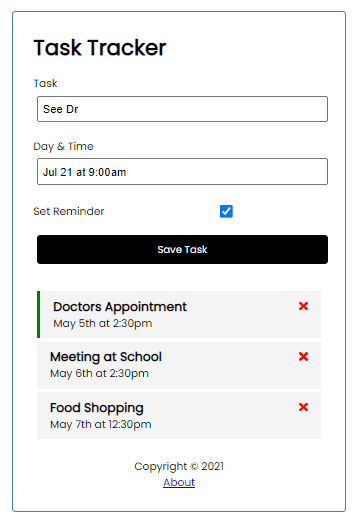 Task Tracker
Task
See Dr
Day & Time
Jul 21 at 9:00am
Set Reminder
Save Task
Doctors Appointment
May 5th at 2:30pm
Meeting at School
May 6th at 2:30pm
Food Shopping
May 7th at 12:30pm
Copyright © 2021
About